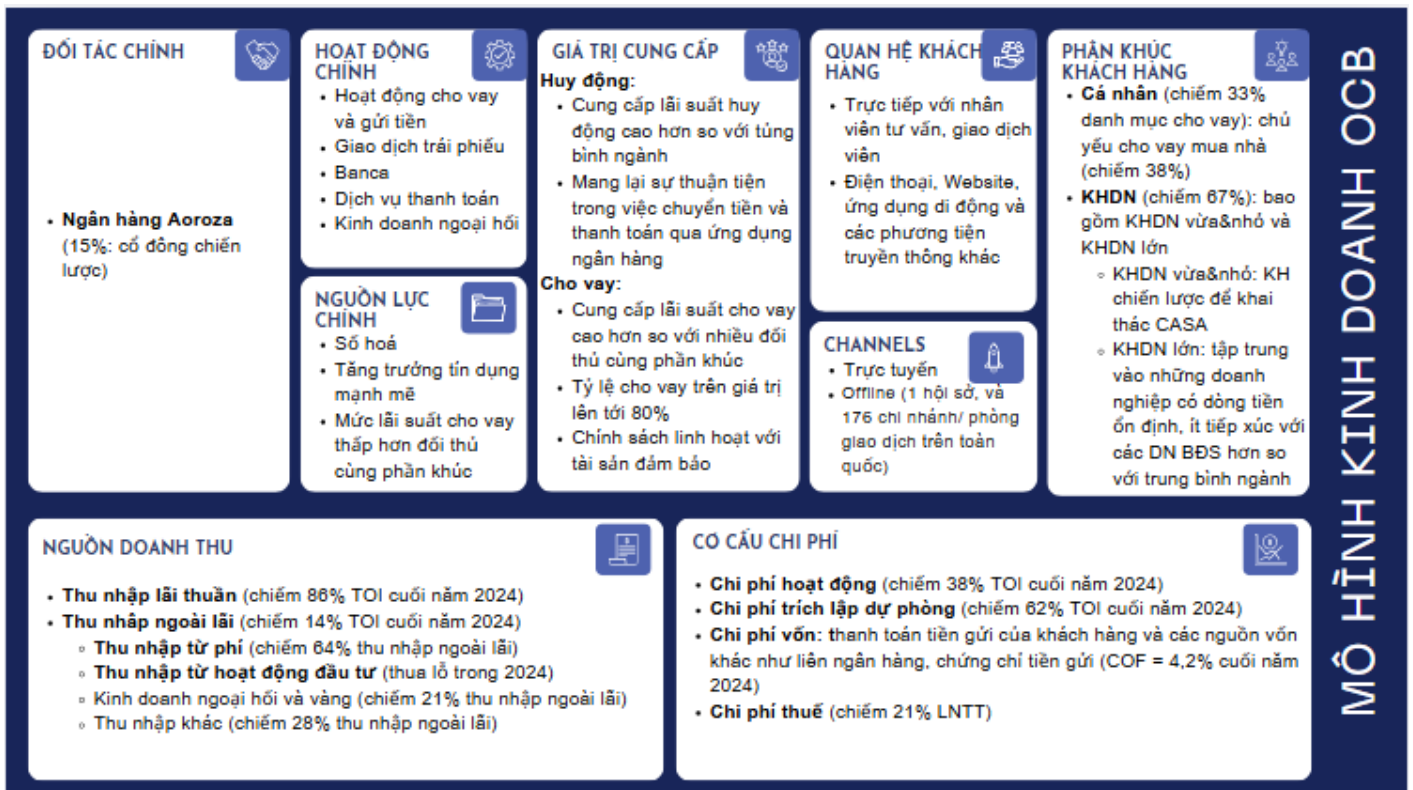 ĐỐI TÁC CHÍNH
Ngân hàng Aoroza
(15%: cổ đông chiến
lược)
HOẠT ĐỘNG
CHÍNH
Hoạt động cho vay
và gửi tiền
Giao dịch trái phiếu
Banca
Dịch vụ thanh toán
Kinh doanh ngoại hối
NGUỒN LỰC
CHÍNH
Số hoá
Tăng trưởng tín dụng
mạnh mẽ
Mức lãi suất cho vay
thấp hơn đối thủ
cùng phần khúc
GIÁ TRỊ CUNG CẤP
Huy động:
Cung cấp lãi suất huy
động cao hơn so với tủng
bình ngành
Mang lại sự thuận tiện
trong việc chuyển tiền và
thanh toán qua ứng dụng
ngân hàng
Cho vay:
Cung cấp lãi suất cho vay
cao hơn so với nhiều đối
thủ cùng phần khúc
Tỷ lệ cho vay trên giá trị
lên tới 80%
Chính sách linh hoạt với
tài sản đảm bảo
QUAN HỆ KHÁCH
HÀNG
Trực tiếp với nhân
viên tư vấn, giao dịch
viên
Điện thoại, Website,
ứng dụng di động và
các phương tiện
truyền thông khác
CHANNELS
Trực tuyến
Offline (1 hội sở, và
176 chi nhánh/ phòng
giao dịch trên toàn
quốc)
PHÂN KHÚC
KHÁCH HÀNG
Cá nhân (chiếm 33%
danh mục cho vay): chủ
yếu cho vay mua nhà
(chiếm 38%)
KHDN (chiếm 67%): bao
gồm KHDN vừa&nhỏ và
KHDN lớn
KHDN vừa&nhỏ: KH
chiến lược để khai
thác CASA
KHDN lớn: tập trung
vào những doanh
nghiệp có dòng tiền
ổn định, ít tiếp xúc với
các DN BĐS hơn so
với trung bình ngành
MÔ HÌNH KINH DOANH OCB
NGUỒN DOANH THU
Thu nhập lãi thuần (chiếm 86% TOI cuối năm 2024)
Thu nhâp ngoài lãi (chiếm 14% TOI cuối năm 2024)
Thu nhập từ phí (chiếm 64% thu nhập ngoài lãi)
Thu nhập từ hoạt động đầu tư (thua lỗ trong 2024)
Kinh doanh ngoại hối và vàng (chiếm 21% thu nhập ngoài lãi)
Thu nhập khác (chiếm 28% thu nhập ngoài lãi)
CƠ CẤU CHI PHÍ
Chi phí hoạt động (chiếm 38% TOI cuối năm 2024)
Chi phí trích lập dự phòng (chiếm 62% TOI cuối năm 2024)
Chi phí vốn: thanh toán tiền gửi của khách hàng và các nguồn vốn
khác như liên ngân hàng, chứng chỉ tiền gửi (COF = 4,2% cuối năm
2024)
Chi phí thuế (chiếm 21% LNTT)